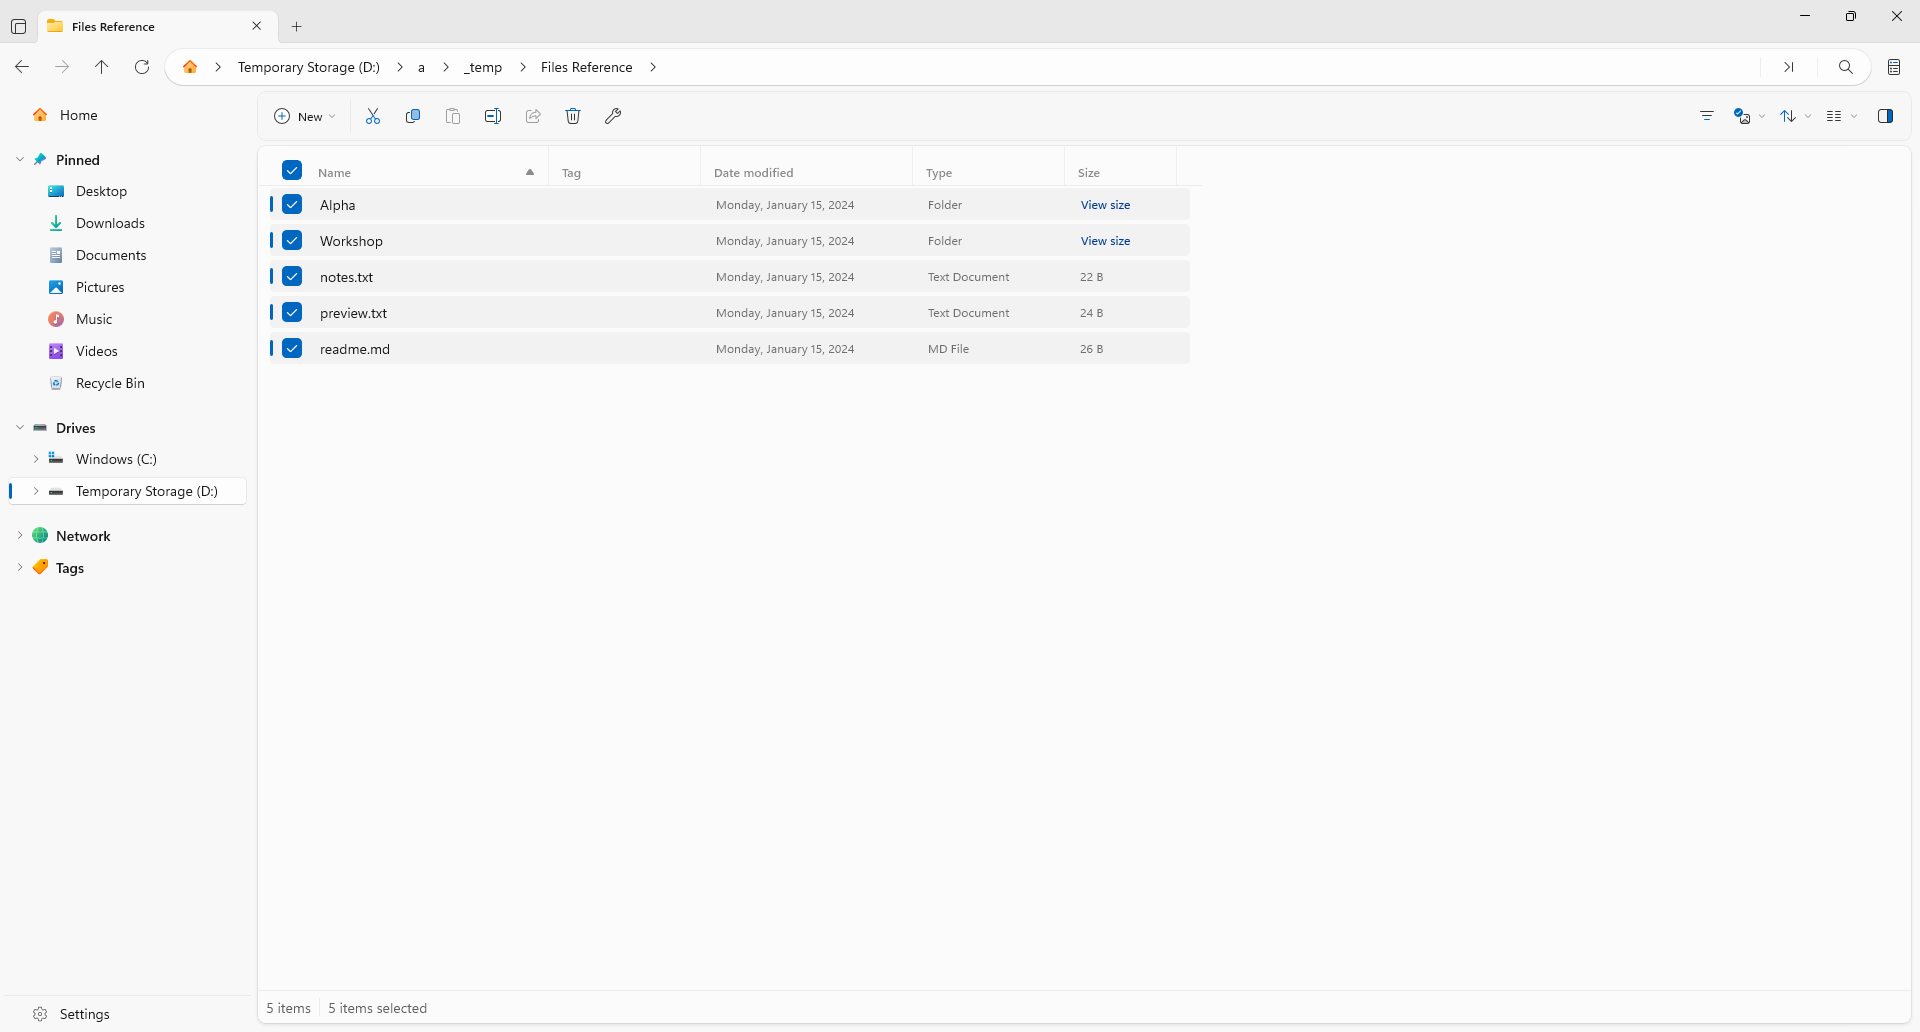 Files Reference
Temporary Storage (D:) a _temp Files Reference
Home
New
Pinned
Desktop
Downloads
Documents
Pictures
Music
Videos
Recycle Bin
Drives
Windows (C:)
Temporary Storage (D:)
Network
Tags
Settings
Name Tag Date modified Type Size
Alpha Monday, January 15, 2024 Folder View size
Workshop Monday, January 15, 2024 Folder View size
notes.txt Monday, January 15, 2024 Text Document 22 B
preview.txt Monday, January 15, 2024 Text Document 24 B
readme.md Monday, January 15, 2024 MD File 26 B
5 items 5 items selected